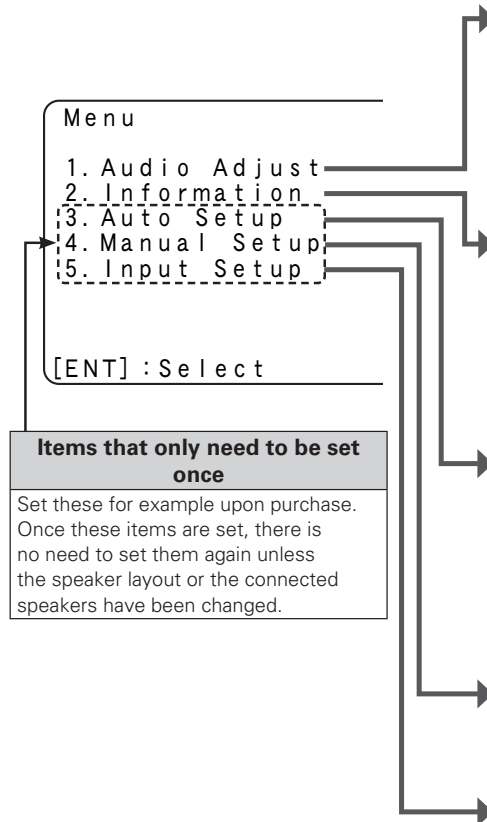 Menu
1. Audio Adjust
2. Information
3. Auto Setup
4. Manual Setup
5. Input Setup
[ENT] : Select
Items that only need to be set
once
Set these for example upon purchase.
Once these items are set, there is
no need to set them again unless
the speaker layout or the connected
speakers have been changed.